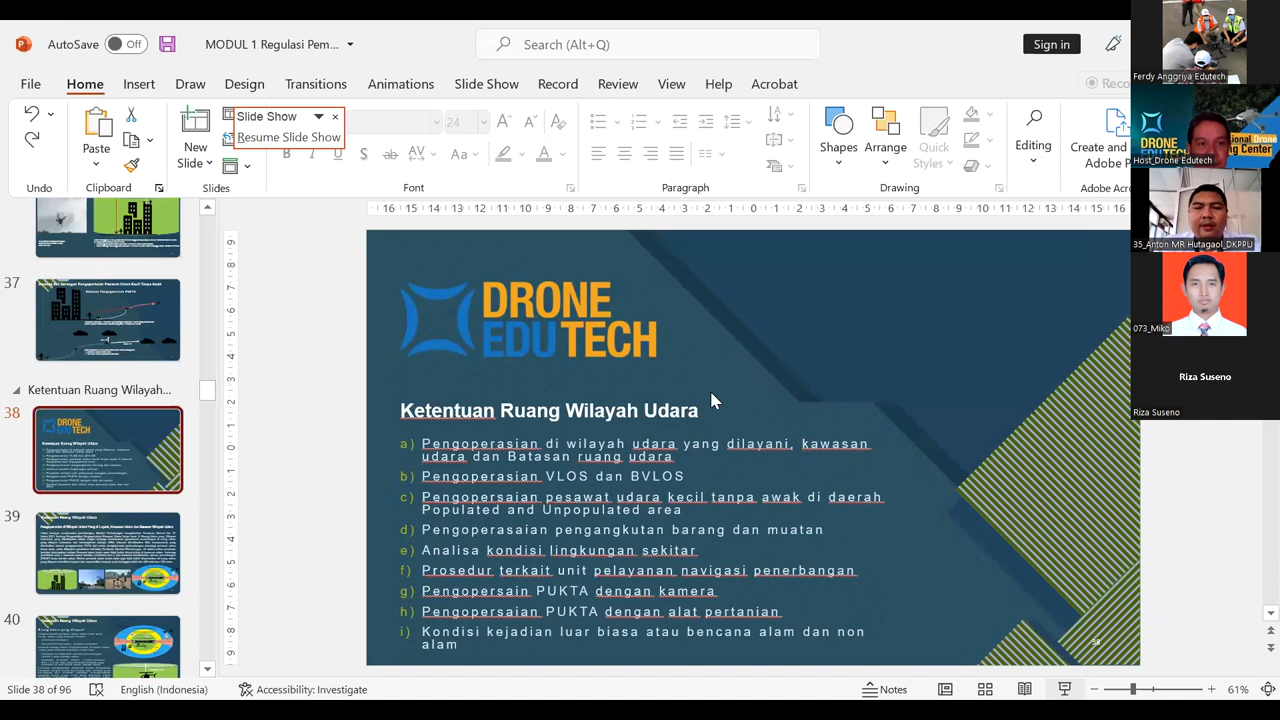 AutoSave
Off
MODUL 1 Regulasi Pem...
Search (Alt+Q)
Sign in
File
Home
Insert
Draw
Design
Transitions
Animations
Slide Show
Record
Review
View
Help
Acrobat
Slide Show
Resume Slide Show
24
Paste
New
Slide
Shapes
Arrange
Quick
Styles
Editing
Create and
Adobe P
Undo
Clipboard
Slides
Font
Paragraph
Drawing
Adobe Acr
37
Ketentuan Ruang Wilayah...
38
39
40
DRONE
EDUTECH
Ketentuan Ruang Wilayah Udara
a) Pengoperasian di wilayah udara yang dilayani, kawasan
udara dan batasan ruang udara
b) Pengoperasian VLOS dan BVLOS
c) Pengopersaian pesawat udara kecil tanpa awak di daerah
Populated and Unpopulated area
d) Pengopersaian pengangkutan barang dan muatan
e) Analisa kondisi lingkungan sekitar
f) Prosedur terkait unit pelayanan navigasi penerbangan
g) Pengopersaian PUKTA dengan kamera
h) Pengopersaian PUKTA dengan alat pertanian
i) Kondisi kejadian luar biasa atau bencana alam dan non
alam
38
Ferdy Anggriya Edutech
Host_Drone Edutech
35_Anton MR Hutagaol_DKPPU
073_Miko
Riza Suseno
Riza Suseno
Slide 38 of 96
English (Indonesia)
Accessibility: Investigate
Notes
61%